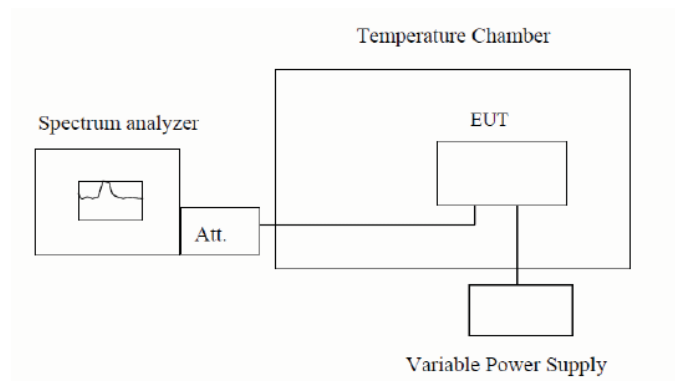 Temperature Chamber
Spectrum analyzer
EUT
Att.
Variable Power Supply